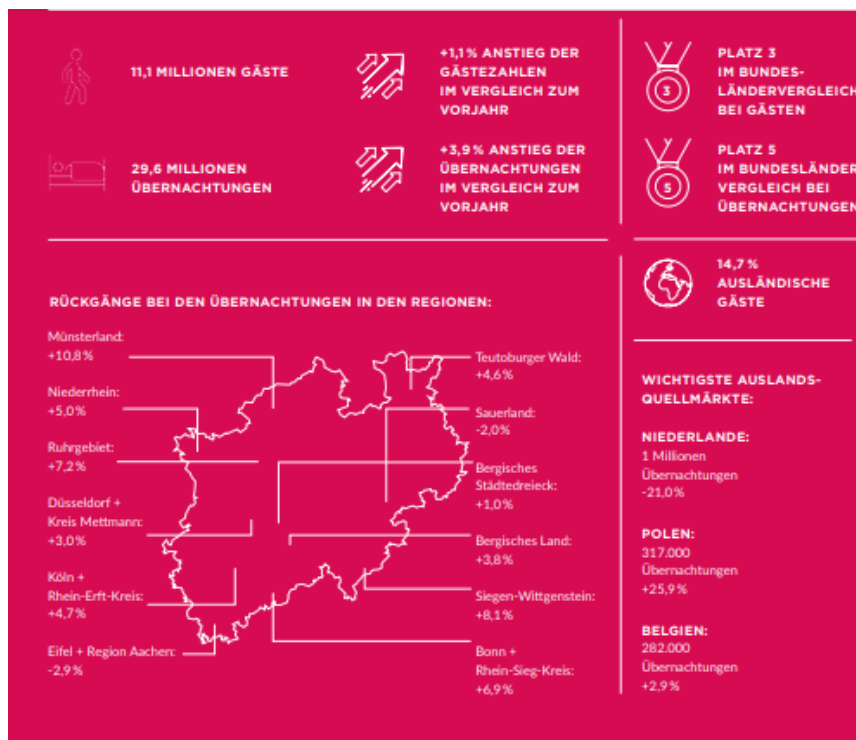 11,1 MILLIONEN GÄSTE
+1,1% ANSTIEG DER
GÄSTEZAHLEN
IM VERGLEICH ZUM
VORJAHR
3
PLATZ 3
IM BUNDES-
LÄNDERVERGLEICH
BEI GÄSTEN
29,6 MILLIONEN
ÜBERNACHTUNGEN
+3,9% ANSTIEG DER
ÜBERNACHTUNGEN
IM VERGLEICH ZUM
VORJAHR
5
PLATZ 5
IM BUNDESLÄNDER
VERGLEICH BEI
ÜBERNACHTUNGEN
14,7%
AUSLÄNDISCHE
GÄSTE
RÜCKGÄNGE BEI DEN ÜBERNACHTUNGEN IN DEN REGIONEN:
Münsterland:
+10,8%
Niederrhein:
+5,0%
Ruhrgebiet:
+7,2%
Düsseldorf +
Kreis Mettmann:
+3,0%
Köln +
Rhein-Erft-Kreis:
+4,7%
Eifel + Region Aachen:
-2,9%
Teutoburger Wald:
+4,6%
Sauerland:
-2,0%
Bergisches
Städtedreieck:
+1,0%
Bergisches Land:
+3,8%
Siegen-Wittgenstein:
+8,1%
Bonn +
Rhein-Sieg-Kreis:
+6,9%
WICHTIGSTE AUSLANDS-
QUELLMÄRKTE:
NIEDERLANDE:
1 Millionen
Übernachtungen
-21,0%
POLEN:
317.000
Übernachtungen
+25,9%
BELGIEN:
282.000
Übernachtungen
+2,9%